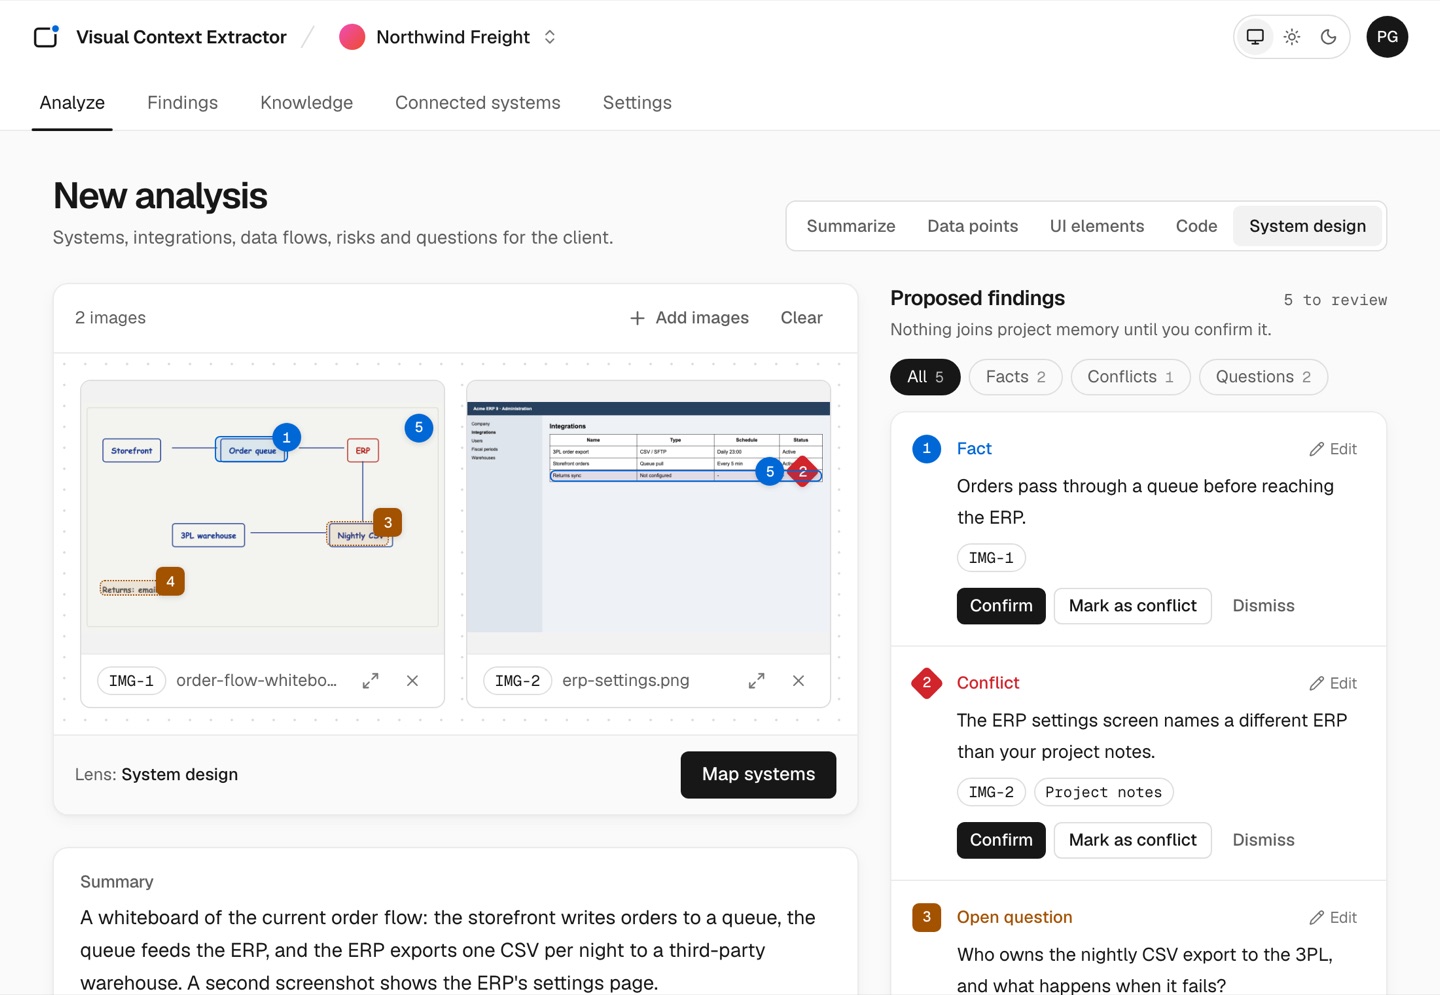 Visual Context Extractor
Northwind Freight
PG
Analyze
Findings
Knowledge
Connected systems
Settings
New analysis
Systems, integrations, data flows, risks and questions for the client.
Summarize
Data points
UI elements
Code
System design
2 images
Add images
Clear
Storefront
Order queue
1
ERP
5
3PL warehouse
Nightly
3
Returns:
4
IMG-1
order-flow-whitebo...
Acme ERP 9 - Administration
Company
Integrations
Users
Fiscal periods
Warehouses
Integrations
Name Type Schedule Status
3PL order export CSV / SFTP Daily 23:00 Active
Storefront orders Queue pull Every 5 min
Returns sync Not configured -
5
2
IMG-2
erp-settings.png
Lens: System design
Map systems
Summary
A whiteboard of the current order flow: the storefront writes orders to a queue, the
queue feeds the ERP, and the ERP exports one CSV per night to a third-party
warehouse. A second screenshot shows the ERP's settings page.
Proposed findings
5 to review
Nothing joins project memory until you confirm it.
All 5
Facts 2
Conflicts 1
Questions 2
1
Fact
Edit
Orders pass through a queue before reaching
the ERP.
IMG-1
Confirm
Mark as conflict
Dismiss
2
Conflict
Edit
The ERP settings screen names a different ERP
than your project notes.
IMG-2
Project notes
Confirm
Mark as conflict
Dismiss
3
Open question
Edit
Who owns the nightly CSV export to the 3PL,
and what happens when it fails?